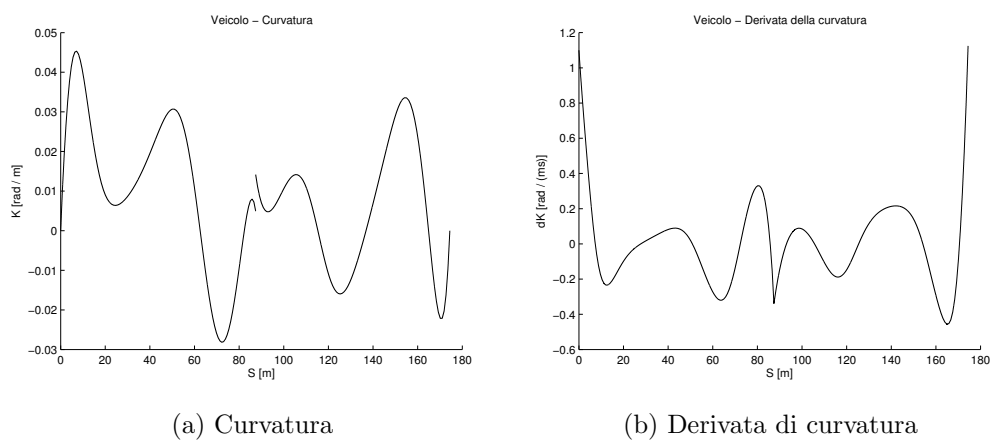 Veicolo − Curvatura
0.05
0.04
0.03
0.02
0.01
0
−0.01
−0.02
−0.03
K [rad / m]
0 20 40 60 80 100 120 140 160 180
S [m]
(a) Curvatura
Veicolo − Derivata della curvatura
1.2
1
0.8
0.6
0.4
0.2
0
−0.2
−0.4
−0.6
dK [rad / (ms)]
0 20 40 60 80 100 120 140 160 180
S [m]
(b) Derivata di curvatura